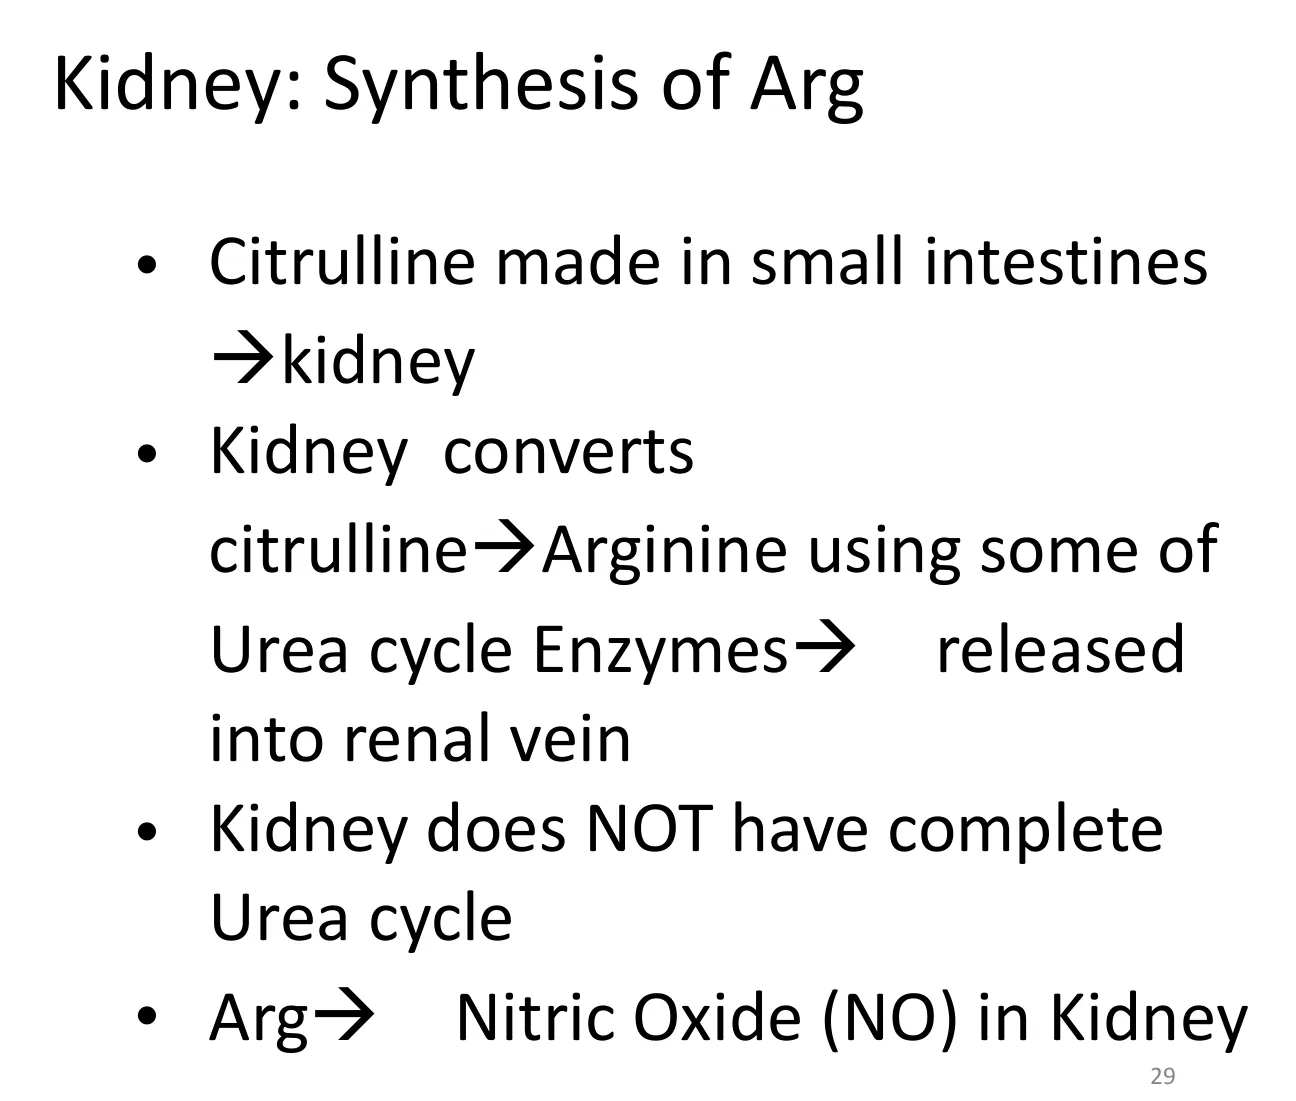 Kidney: Synthesis of Arg
• Citrulline made in small intestines
→kidney
• Kidney converts
citrulline→Arginine using some of
Urea cycle Enzymes→ released
into renal vein
• Kidney does NOT have complete
Urea cycle
• Arg→ Nitric Oxide (NO) in Kidney
29